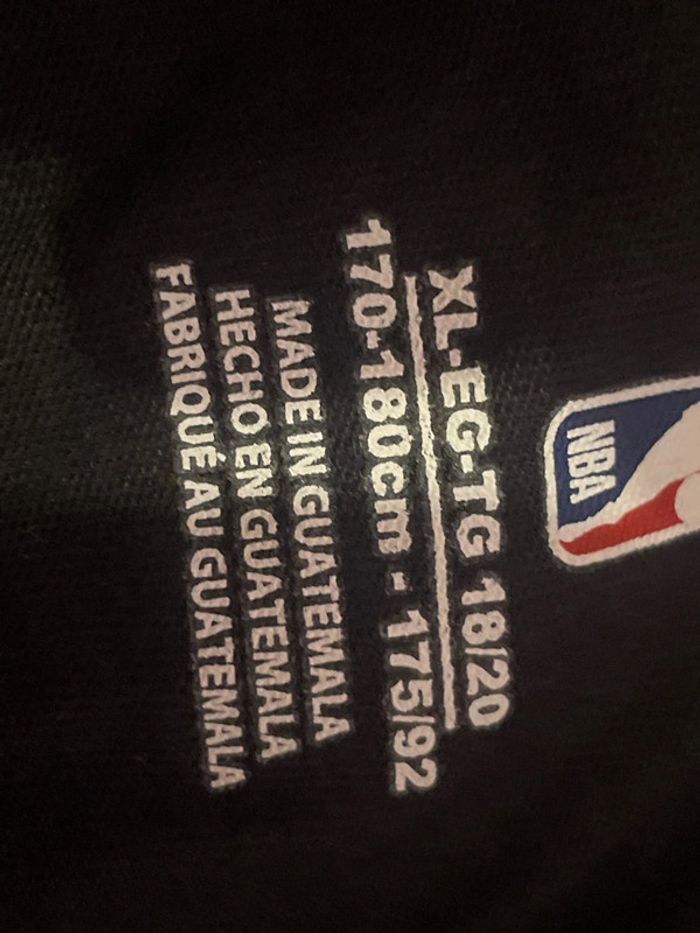 NBA
XL-EG-TG 18/20
170-180cm - 175/92
MADE IN GUATEMALA
HECHO EN GUATEMALA
FABRIQUÉ AU GUATEMALA